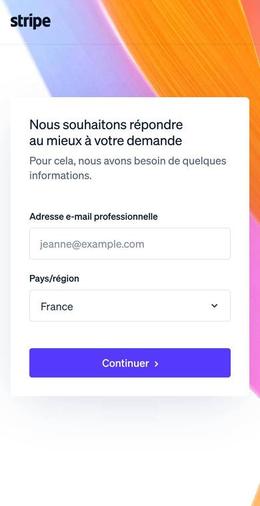 stripe
Nous souhaitons répondre
au mieux à votre demande
Pour cela, nous avons besoin de quelques
informations.
Adresse e-mail professionnelle
jeanne@example.com
Pays/région
France
Continuer